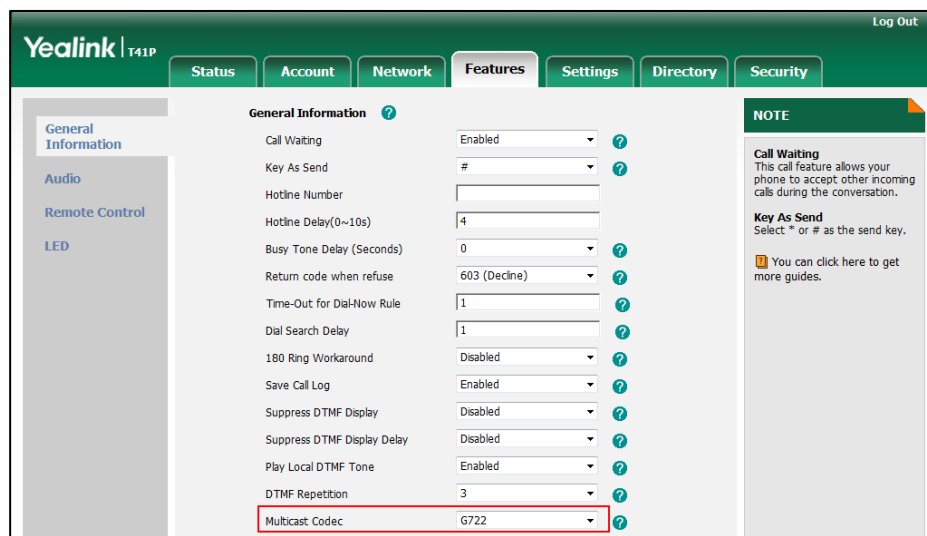 Log Out
Yealink | T41P
Status Account Network Features Settings Directory Security
General
Information
Audio
Remote Control
LED
General Information ?
Call Waiting Enabled ?
Key As Send # ?
Hotline Number
Hotline Delay(0~10s) 4
Busy Tone Delay (Seconds) 0 ?
Return code when refuse 603 (Decline) ?
Time-Out for Dial-Now Rule 1 ?
Dial Search Delay 1 ?
180 Ring Workaround Disabled ?
Save Call Log Enabled ?
Suppress DTMF Display Disabled ?
Suppress DTMF Display Delay Disabled ?
Play Local DTMF Tone Enabled ?
DTMF Repetition 3 ?
Multicast Codec G722 ?
NOTE
Call Waiting
This call feature allows your
phone to accept other incoming
calls during the conversation.
Key As Send
Select * or # as the send key.
? You can click here to get
more guides.